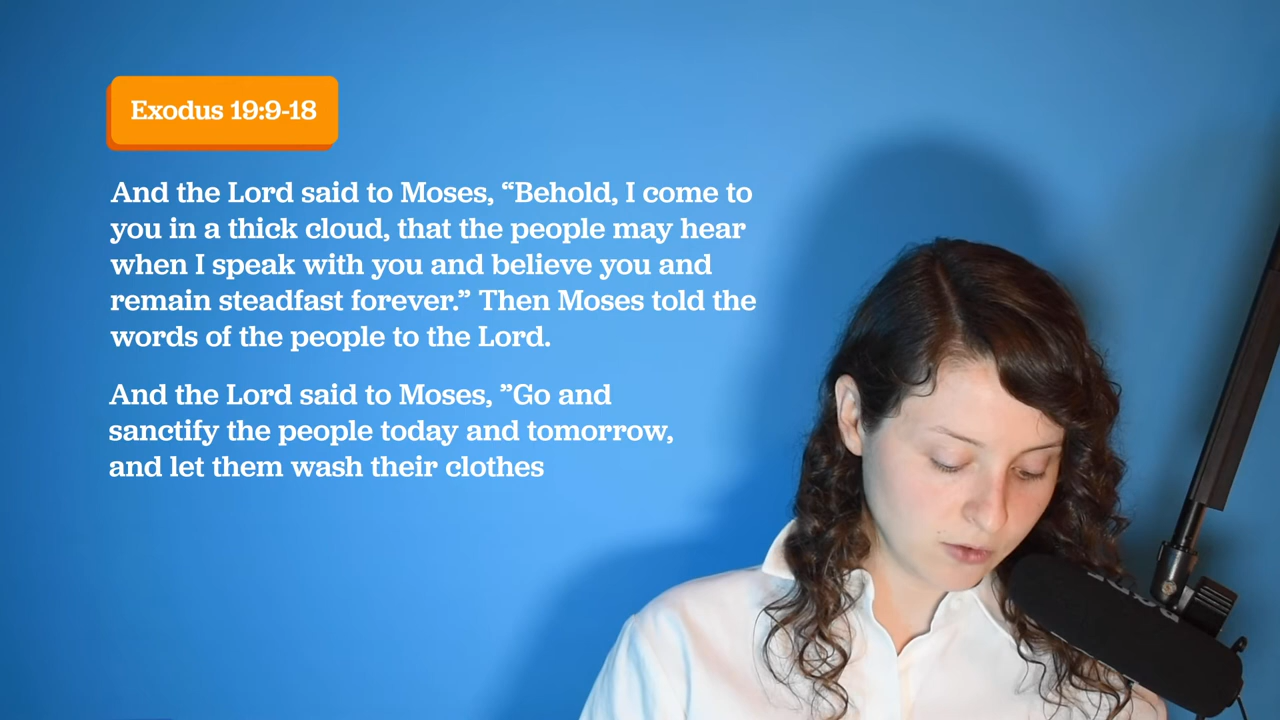 Exodus 19:9-18
And the Lord said to Moses, “Behold, I come to
you in a thick cloud, that the people may hear
when I speak with you and believe you and
remain steadfast forever.” Then Moses told the
words of the people to the Lord.
And the Lord said to Moses, ”Go and
sanctify the people today and tomorrow,
and let them wash their clothes